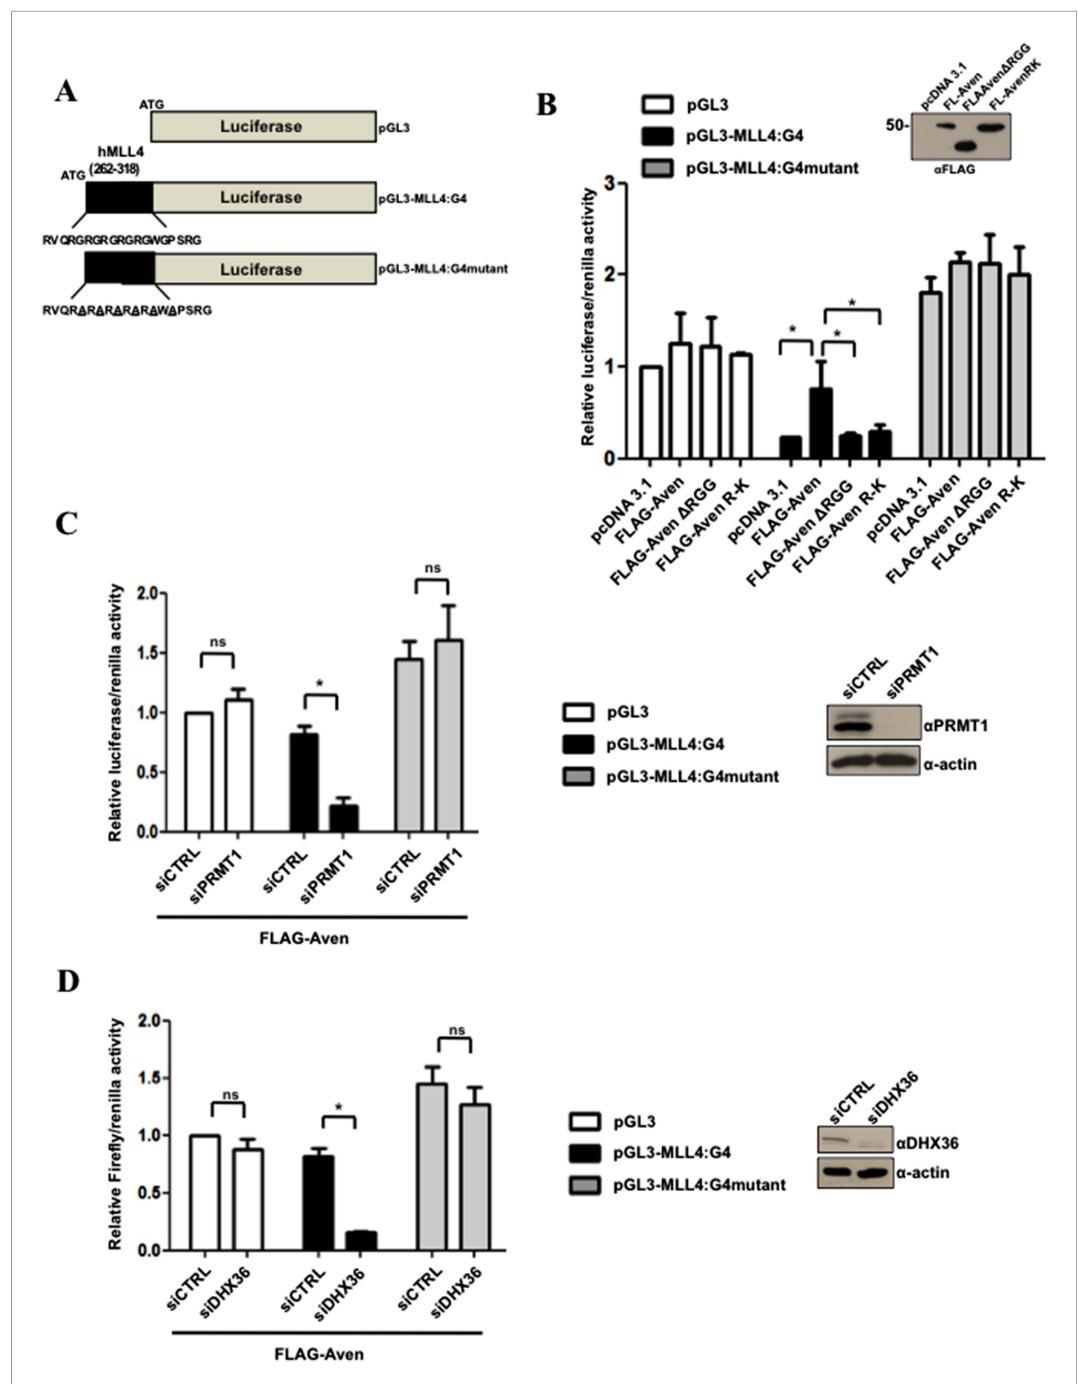 A
ATG
Luciferase
pGL3
hMLL4
(262-318)
ATG
Luciferase
pGL3-MLL4:G4
RVQRGRGRGRGRGWGPSRG
Luciferase
pGL3-MLL4:G4mutant
RVQRARARARARAWAPSRG
B
pGL3
pGL3-MLL4:G4
pGL3-MLL4:G4mutant
pcDNA 3.1
FL-Aven
FLAAvenΔRGG
FL-AvenRK
50-
αFLAG
Relative luciferase/renilla activity
3
2
1
0
*
*
*
pcDNA 3.1
FLAG-Aven
FLAG-Aven ΔRGG
FLAG-Aven R-K
pcDNA 3.1
FLAG-Aven
FLAG-Aven ΔRGG
FLAG-Aven R-K
pcDNA 3.1
FLAG-Aven
FLAG-Aven ΔRGG
FLAG-Aven R-K
C
Relative luciferase/renilla activity
2.0
1.5
1.0
0.5
0.0
ns
*
ns
siCTRL
siPRMT1
siCTRL
siPRMT1
siCTRL
siPRMT1
FLAG-Aven
pGL3
pGL3-MLL4:G4
pGL3-MLL4:G4mutant
siCTRL
siPRMT1
αPRMT1
α-actin
D
Relative Firefly/renilla activity
2.0
1.5
1.0
0.5
0.0
ns
*
ns
siCTRL
siDHX36
siCTRL
siDHX36
siCTRL
siDHX36
FLAG-Aven
pGL3
pGL3-MLL4:G4
pGL3-MLL4:G4mutant
siCTRL
siDHX36
αDHX36
α-actin